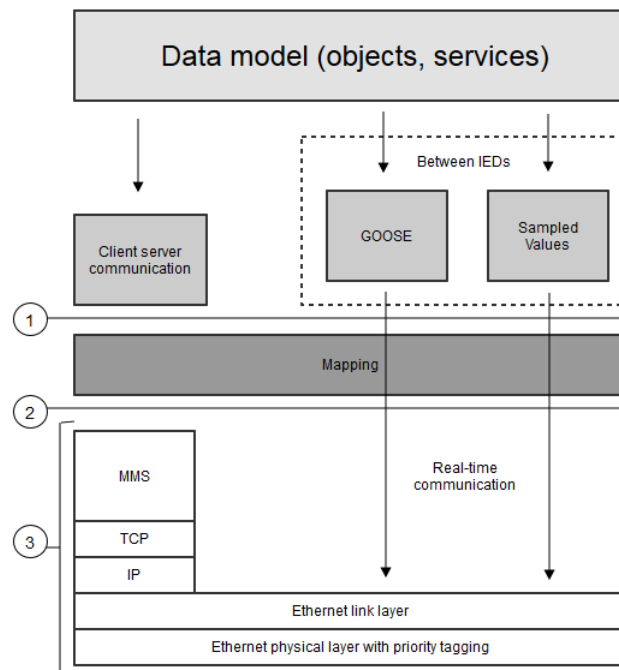 Data model (objects, services)
Between IEDs
Client server
communication
GOOSE
Sampled
Values
1
Mapping
2
MMS
Real-time
communication
3
TCP
IP
Ethernet link layer
Ethernet physical layer with priority tagging